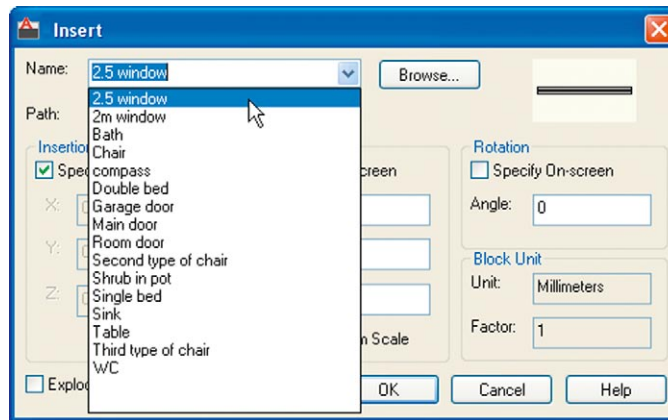 Insert
Name: 2.5 window Browse...
2.5 window
2m window
Path:
Bath
Chair
compass
Double bed
Garage door
Main door
Room door
Second type of chair
Shrub in pot
Single bed
Sink
Table
Third type of chair
WC
X:
Y:
Z:
Scale
Rotation
Specify On-screen
Angle: 0
Block Unit
Unit: Millimeters
Factor: 1
OK Cancel Help